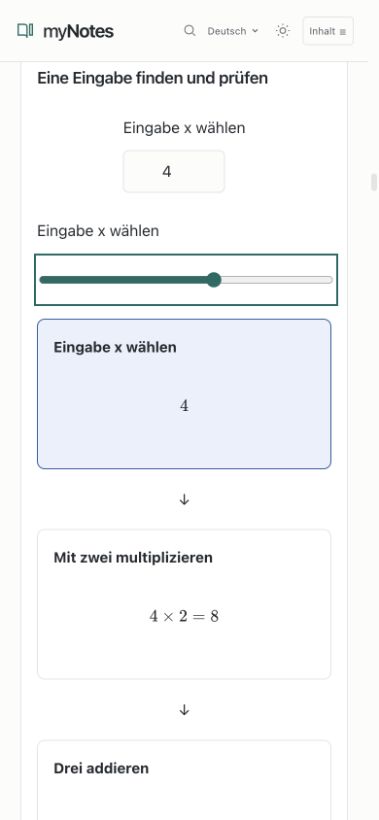 myNotes
Deutsch
Inhalt ≡
Eine Eingabe finden und prüfen
Eingabe x wählen
4
Eingabe x wählen
Eingabe x wählen
4
↓
Mit zwei multiplizieren
4 × 2 = 8
↓
Drei addieren